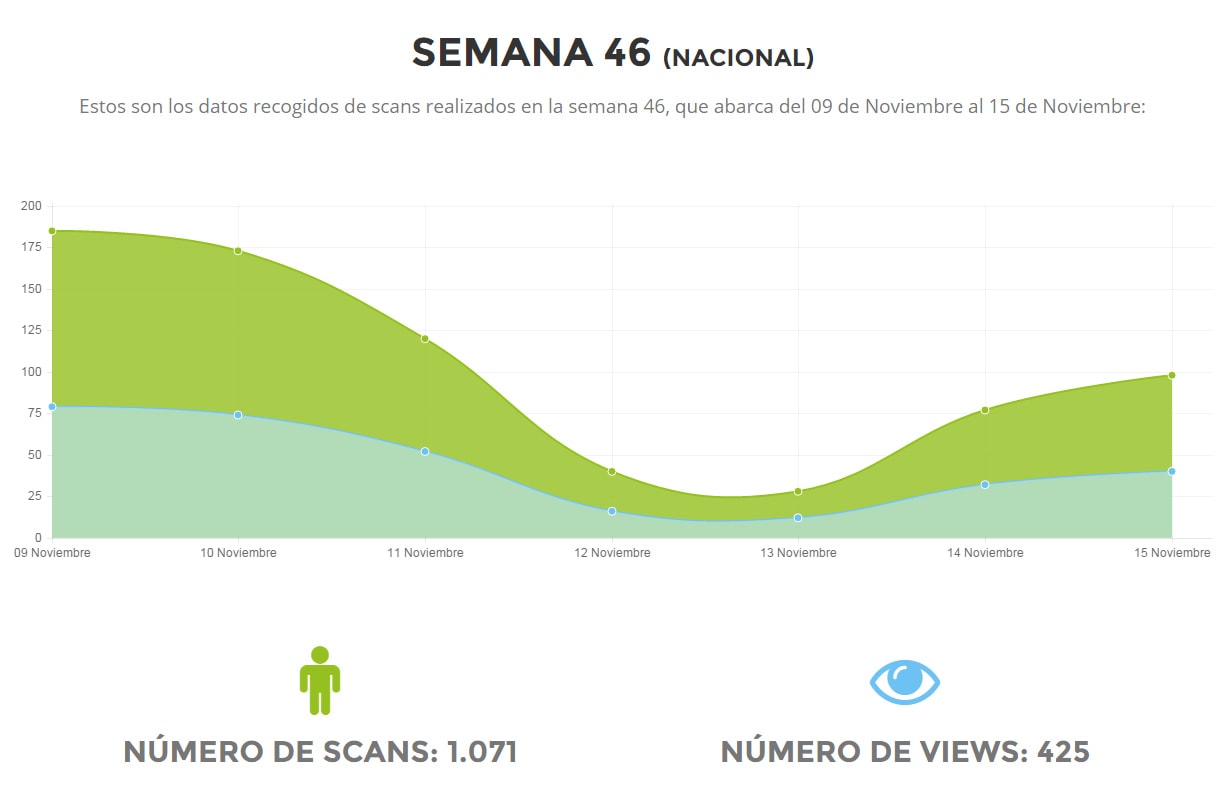 SEMANA 46 (NACIONAL)
Estos son los datos recogidos de scans realizados en la semana 46, que abarca del 09 de Noviembre al 15 de Noviembre:
200
175
150
125
100
75
50
25
0
09 Noviembre 10 Noviembre 11 Noviembre 12 Noviembre 13 Noviembre 14 Noviembre 15 Noviembre
NÚMERO DE SCANS: 1.071 NÚMERO DE VIEWS: 425